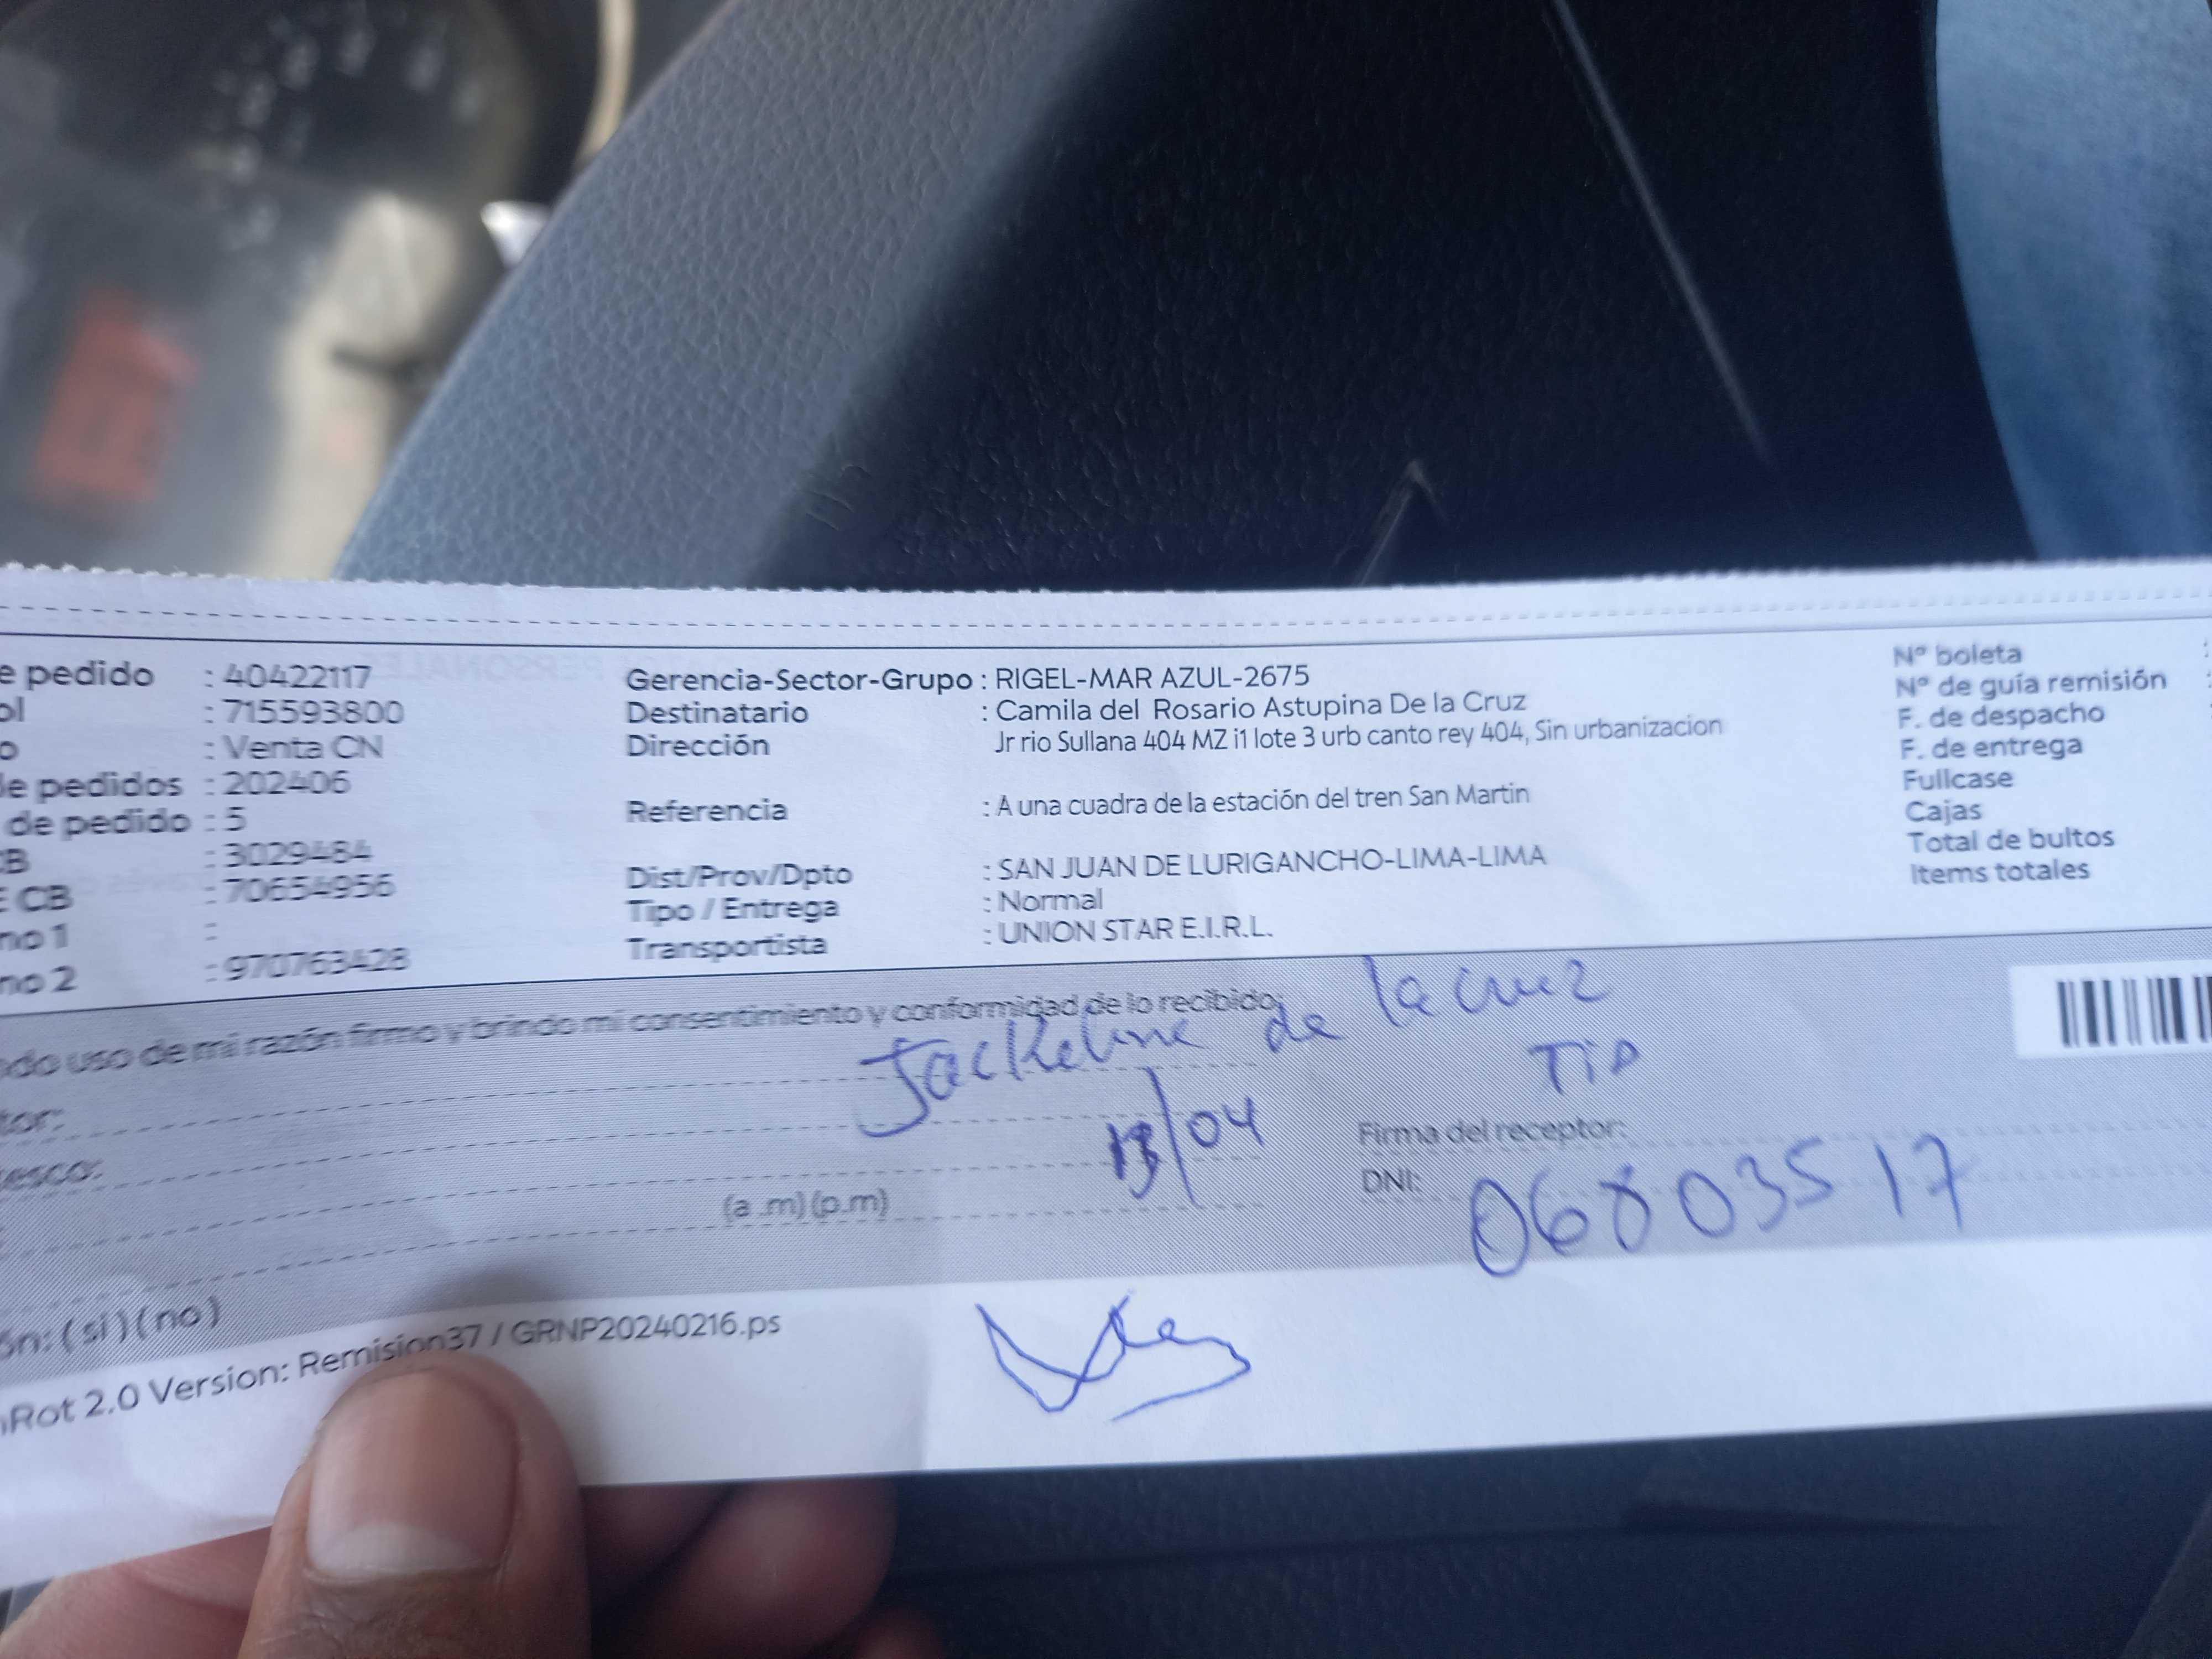 e pedido : 40422117
ol : 715593800
o : Venta CN
de pedidos : 202406
de pedido : 5
CB : 3029484
E CB : 70654956
no 1 :
no 2 : 970763428
Gerencia-Sector-Grupo : RIGEL-MAR AZUL-2675
Destinatario : Camila del Rosario Astupina De la Cruz
Dirección Jr rio Sullana 404 MZ i1 lote 3 urb canto rey 404, Sin urbanizacion
Referencia : A una cuadra de la estación del tren San Martin
Dist/Prov/Dpto : SAN JUAN DE LURIGANCHO-LIMA-LIMA
Tipo / Entrega : Normal
Transportista : UNION STAR E.I.R.L.
Nº boleta :
Nº de guía remisión :
F. de despacho
F. de entrega
Fullcase
Cajas
Total de bultos
Items totales
ndo uso de mi razón firmo y brindo mi consentimiento y conformidad de lo recibido:
Jackeline de la cruz
tor:
Tia
esco:
13/04
Firma del receptor:
(a .m) (p.m)
DNI: 06803517
ón: ( si ) ( no )
Rot 2.0 Version: Remision37 / GRNP20240216.ps